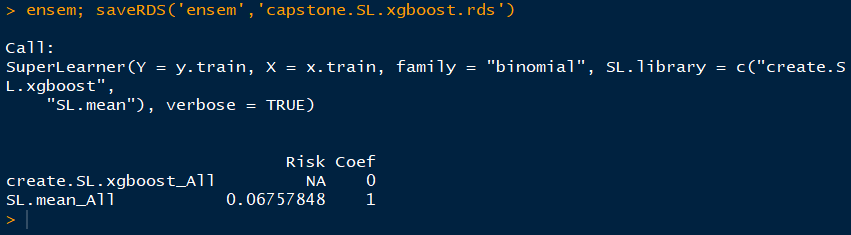 > ensem; saveRDS('ensem','capstone.SL.xgboost.rds')
Call:
SuperLearner(Y = y.train, X = x.train, family = "binomial", SL.library = c("create.S
L.xgboost",
    "SL.mean"), verbose = TRUE)
Risk Coef
create.SL.xgboost_All NA 0
SL.mean_All 0.06757848 1
>